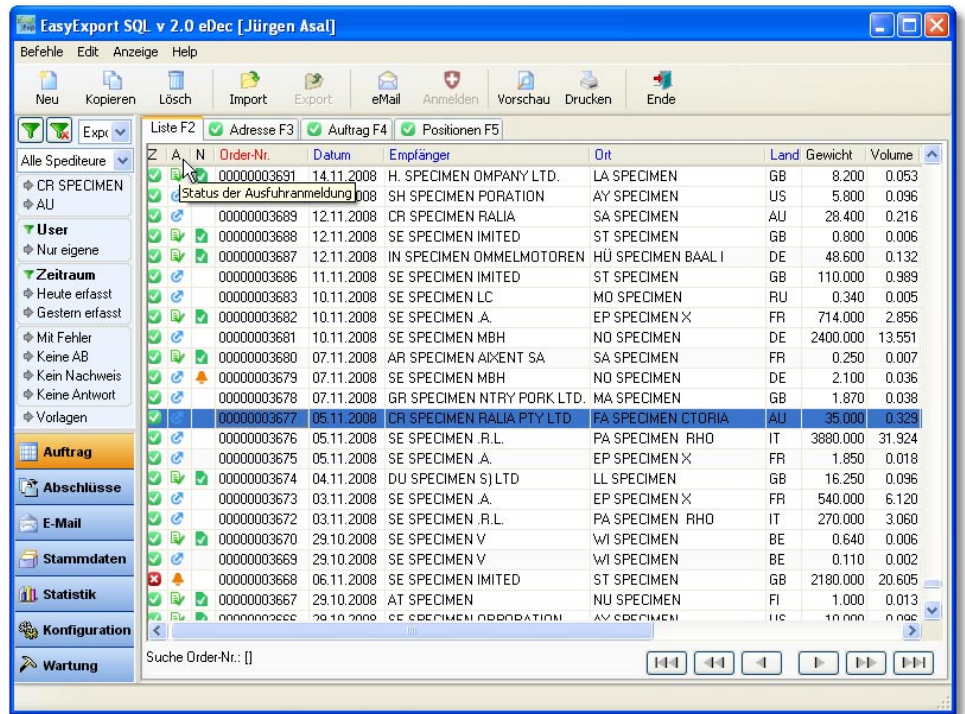 EasyExport SQL v 2.0 eDec [Jürgen Asal]
Befehle Edit Anzeige Help
Neu Kopieren Lösch Import Export eMail Anmelden Vorschau Drucken Ende
Liste F2 Adresse F3 Auftrag F4 Positionen F5
Alle Spediteure
CR SPECIMEN
AU
User
Nur eigene
Zeitraum
Heute erfasst
Gestern erfasst
Mit Fehler
Keine AB
Kein Nachweis
Keine Antwort
Vorlagen
Auftrag
Abschlüsse
E-Mail
Stammdaten
Statistik
Konfiguration
Wartung
Z A N Order-Nr. Datum Empfänger Ort Land Gewicht Volume
00000003691 14.11.2008 H. SPECIMEN OMPANY LTD. LA SPECIMEN GB 8.200 0.053
Status der Ausfuhranmeldung
008 SH SPECIMEN PORATION AY SPECIMEN US 5.800 0.096
00000003689 12.11.2008 CR SPECIMEN RALIA SA SPECIMEN AU 28.400 0.216
00000003688 12.11.2008 SE SPECIMEN IMITED ST SPECIMEN GB 0.800 0.006
00000003687 12.11.2008 IN SPECIMEN OMMELMOTOREN HÜ SPECIMEN BAAL I DE 48.600 0.132
00000003686 11.11.2008 SE SPECIMEN IMITED ST SPECIMEN GB 110.000 0.989
00000003683 10.11.2008 SE SPECIMEN LC MO SPECIMEN RU 0.340 0.005
00000003682 10.11.2008 SE SPECIMEN .A. EP SPECIMEN X FR 714.000 2.856
00000003681 10.11.2008 SE SPECIMEN MBH NO SPECIMEN DE 2400.000 13.551
00000003680 07.11.2008 AR SPECIMEN AIXENT SA SA SPECIMEN FR 0.250 0.007
00000003679 07.11.2008 SE SPECIMEN MBH NO SPECIMEN DE 2.100 0.036
00000003678 07.11.2008 GR SPECIMEN NTRY PORK LTD. MA SPECIMEN GB 1.870 0.038
00000003677 05.11.2008 CR SPECIMEN RALIA PTY LTD FA SPECIMEN CTORIA AU 35.000 0.329
00000003676 05.11.2008 SE SPECIMEN .R.L. PA SPECIMEN RHO IT 3880.000 31.924
00000003675 05.11.2008 SE SPECIMEN .A. EP SPECIMEN X FR 1.850 0.018
00000003674 04.11.2008 DU SPECIMEN S) LTD LL SPECIMEN GB 16.250 0.096
00000003673 03.11.2008 SE SPECIMEN .A. EP SPECIMEN X FR 540.000 6.120
00000003672 03.11.2008 SE SPECIMEN .R.L. PA SPECIMEN RHO IT 270.000 3.060
00000003670 29.10.2008 SE SPECIMEN V WI SPECIMEN BE 0.640 0.006
00000003669 29.10.2008 SE SPECIMEN V WI SPECIMEN BE 0.110 0.002
00000003668 06.11.2008 SE SPECIMEN IMITED ST SPECIMEN GB 2180.000 20.605
00000003667 29.10.2008 AT SPECIMEN NU SPECIMEN FI 1.000 0.013
00000003666 29.10.2008 SE SPECIMEN ORPORATION AY SPECIMEN US 10.000 0.096
Suche Order-Nr.: []